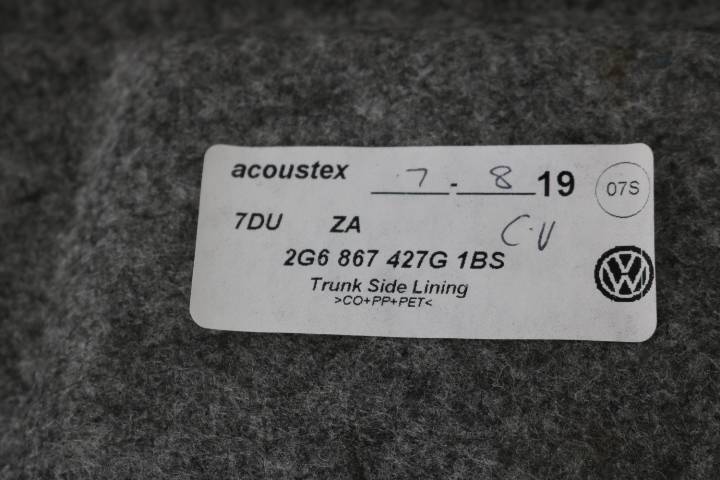 acoustex 7 - 8 19 07S
7DU ZA C.V
2G6 867 427G 1BS
Trunk Side Lining
>CO+PP+PET<